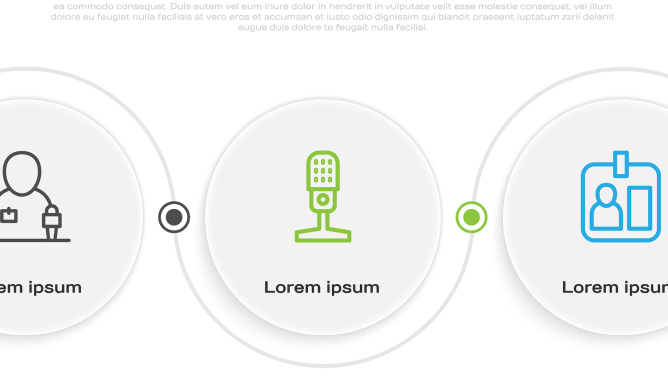 ea commodo consequat. Duis autem vel eum iriure dolor in hendrerit in vulputate velit esse molestie consequat, vel illum
dolore eu feugiat nulla facilisis at vero eros et accumsan et iusto odio dignissim qui blandit praesent luptatum zzril delenit
augue duis dolore te feugait nulla facilisi.
em ipsum
Lorem ipsum
Lorem ipsu